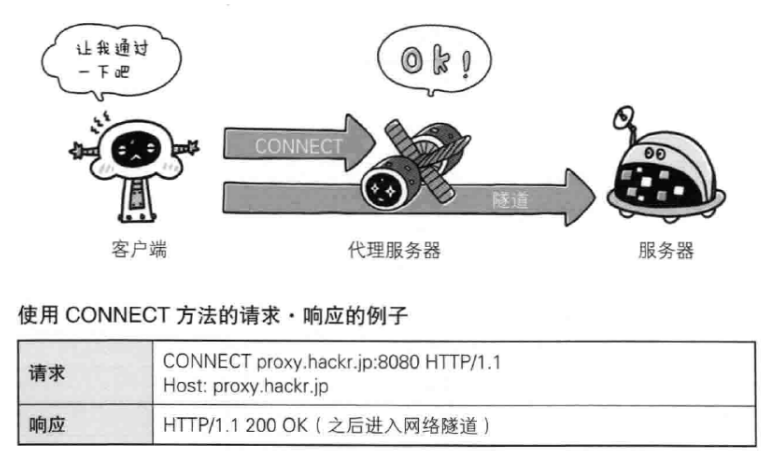 让我通过
一下吧
Ok!
CONNECT
隧道
客户端
代理服务器
服务器
使用 CONNECT 方法的请求·响应的例子
请求
CONNECT proxy.hackr.jp:8080 HTTP/1.1
Host: proxy.hackr.jp
响应
HTTP/1.1 200 OK（之后进入网络隧道）